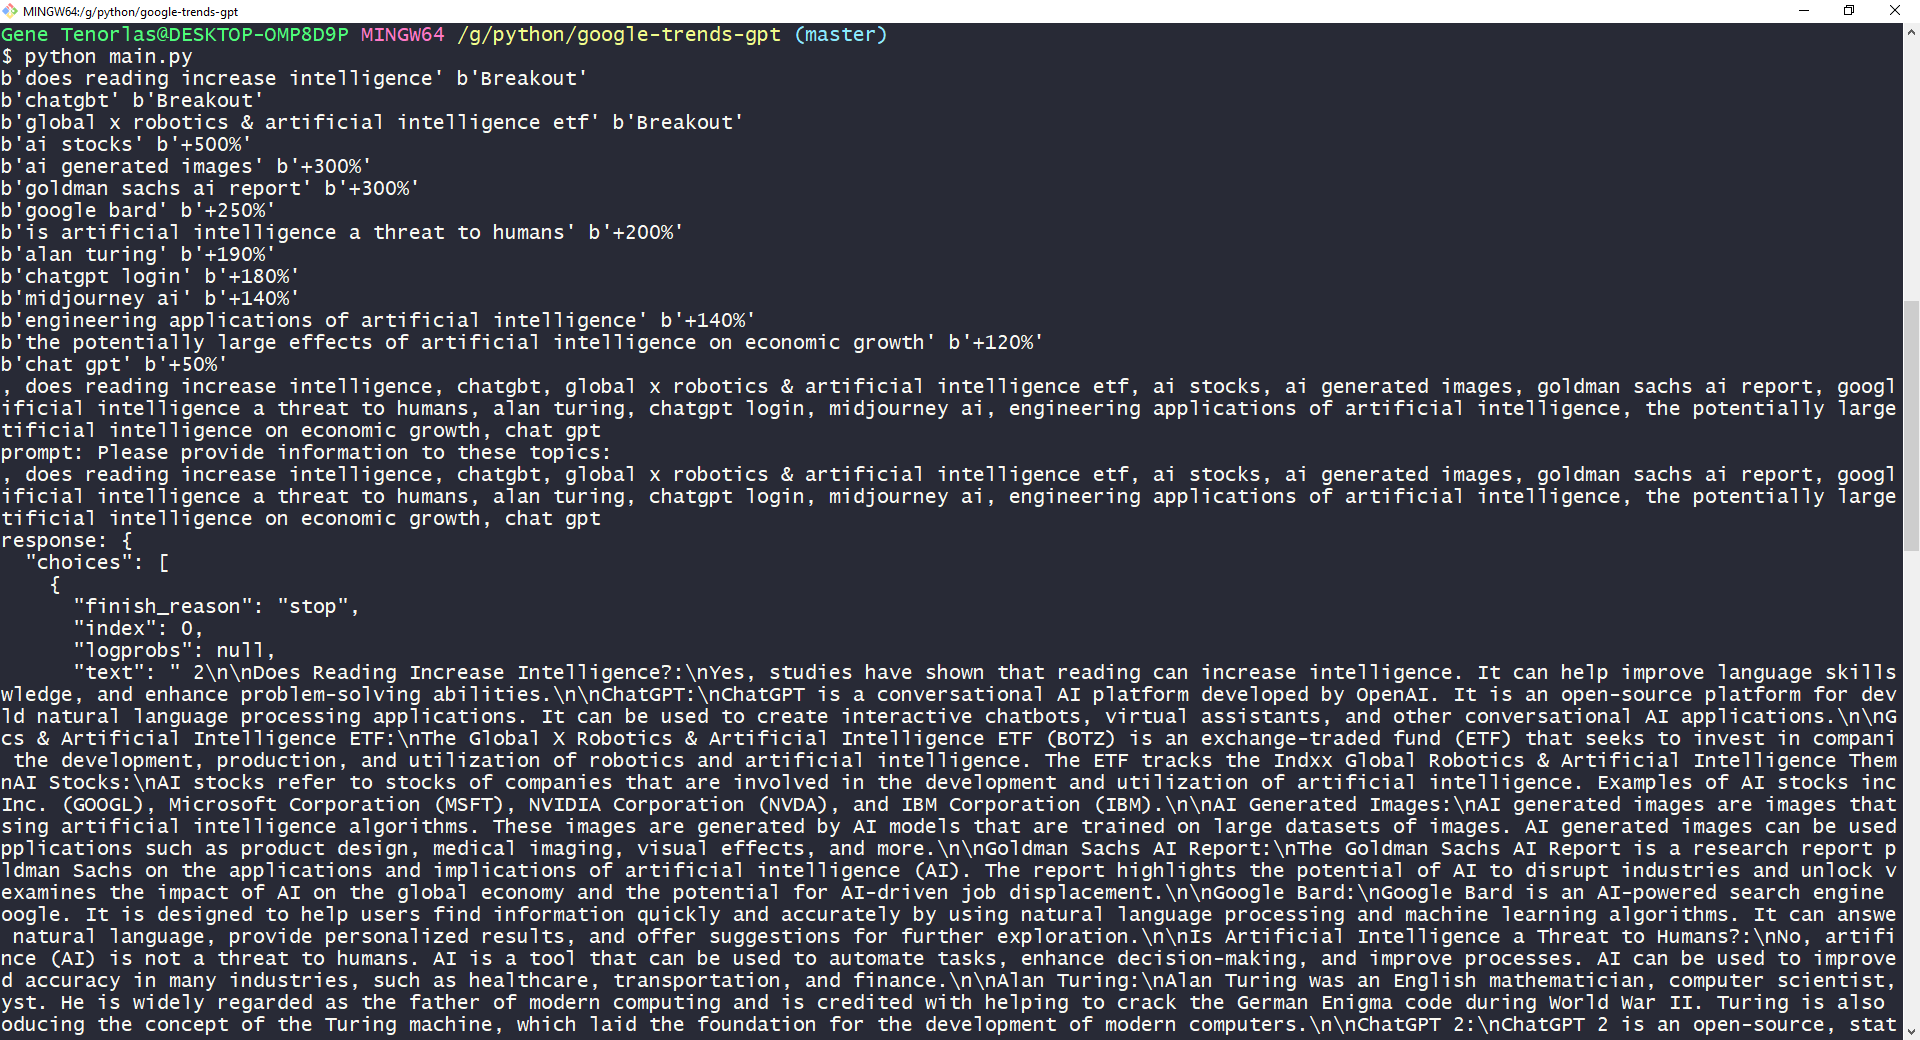 MINGW64:/g/python/google-trends-gpt
Gene Tenorlas@DESKTOP-OMP8D9P MINGW64 /g/python/google-trends-gpt (master)
$ python main.py
b'does reading increase intelligence' b'Breakout'
b'chatgbt' b'Breakout'
b'global x robotics & artificial intelligence etf' b'Breakout'
b'ai stocks' b'+500%'
b'ai generated images' b'+300%'
b'goldman sachs ai report' b'+300%'
b'google bard' b'+250%'
b'is artificial intelligence a threat to humans' b'+200%'
b'alan turing' b'+190%'
b'chatgpt login' b'+180%'
b'midjourney ai' b'+140%'
b'engineering applications of artificial intelligence' b'+140%'
b'the potentially large effects of artificial intelligence on economic growth' b'+120%'
b'chat gpt' b'+50%'
, does reading increase intelligence, chatgbt, global x robotics & artificial intelligence etf, ai stocks, ai generated images, goldman sachs ai report, googl
ificial intelligence a threat to humans, alan turing, chatgpt login, midjourney ai, engineering applications of artificial intelligence, the potentially large
tificial intelligence on economic growth, chat gpt
prompt: Please provide information to these topics:
, does reading increase intelligence, chatgbt, global x robotics & artificial intelligence etf, ai stocks, ai generated images, goldman sachs ai report, googl
ificial intelligence a threat to humans, alan turing, chatgpt login, midjourney ai, engineering applications of artificial intelligence, the potentially large
tificial intelligence on economic growth, chat gpt
response: {
  "choices": [
    {
      "finish_reason": "stop",
      "index": 0,
      "logprobs": null,
      "text": " 2\n\nDoes Reading Increase Intelligence?:\nYes, studies have shown that reading can increase intelligence. It can help improve language skills
wledge, and enhance problem-solving abilities.\n\nChatGPT:\nChatGPT is a conversational AI platform developed by OpenAI. It is an open-source platform for dev
ld natural language processing applications. It can be used to create interactive chatbots, virtual assistants, and other conversational AI applications.\n\nG
cs & Artificial Intelligence ETF:\nThe Global X Robotics & Artificial Intelligence ETF (BOTZ) is an exchange-traded fund (ETF) that seeks to invest in compani
 the development, production, and utilization of robotics and artificial intelligence. The ETF tracks the Indxx Global Robotics & Artificial Intelligence Them
nAI Stocks:\nAI stocks refer to stocks of companies that are involved in the development and utilization of artificial intelligence. Examples of AI stocks inc
Inc. (GOOGL), Microsoft Corporation (MSFT), NVIDIA Corporation (NVDA), and IBM Corporation (IBM).\n\nAI Generated Images:\nAI generated images are images that
sing artificial intelligence algorithms. These images are generated by AI models that are trained on large datasets of images. AI generated images can be used
pplications such as product design, medical imaging, visual effects, and more.\n\nGoldman Sachs AI Report:\nThe Goldman Sachs AI Report is a research report p
ldman Sachs on the applications and implications of artificial intelligence (AI). The report highlights the potential of AI to disrupt industries and unlock v
examines the impact of AI on the global economy and the potential for AI-driven job displacement.\n\nGoogle Bard:\nGoogle Bard is an AI-powered search engine
oogle. It is designed to help users find information quickly and accurately by using natural language processing and machine learning algorithms. It can answe
 natural language, provide personalized results, and offer suggestions for further exploration.\n\nIs Artificial Intelligence a Threat to Humans?:\nNo, artifi
nce (AI) is not a threat to humans. AI is a tool that can be used to automate tasks, enhance decision-making, and improve processes. AI can be used to improve
d accuracy in many industries, such as healthcare, transportation, and finance.\n\nAlan Turing:\nAlan Turing was an English mathematician, computer scientist,
yst. He is widely regarded as the father of modern computing and is credited with helping to crack the German Enigma code during World War II. Turing is also
oducing the concept of the Turing machine, which laid the foundation for the development of modern computers.\n\nChatGPT 2:\nChatGPT 2 is an open-source, stat